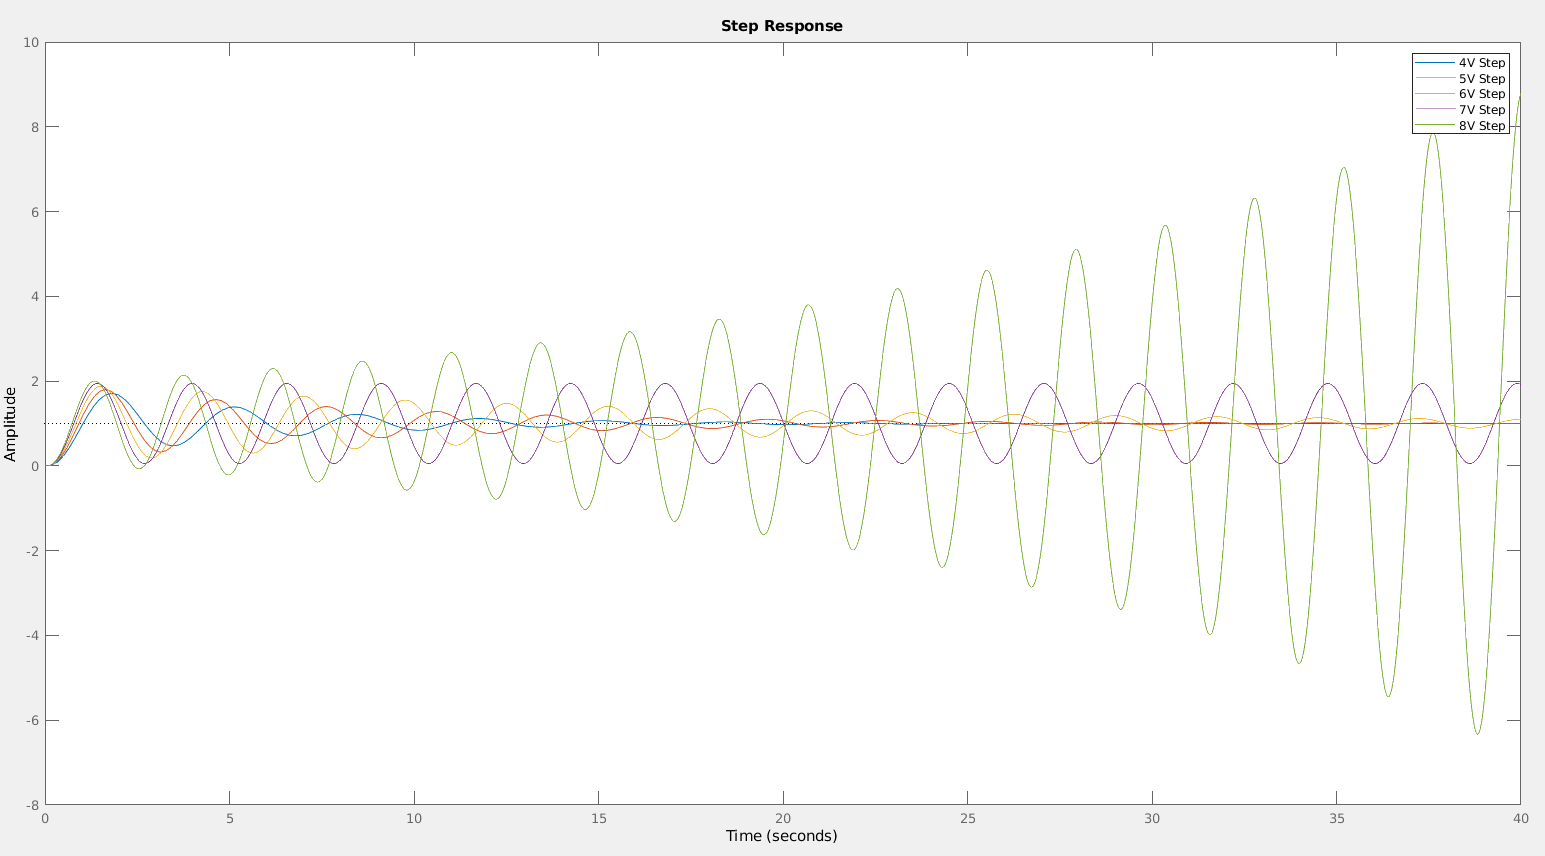 Step Response
10
8
6
4
2
0
-2
-4
-6
-8
Amplitude
4V Step
5V Step
6V Step
7V Step
8V Step
0 5 10 15 20 25 30 35 40
Time (seconds)